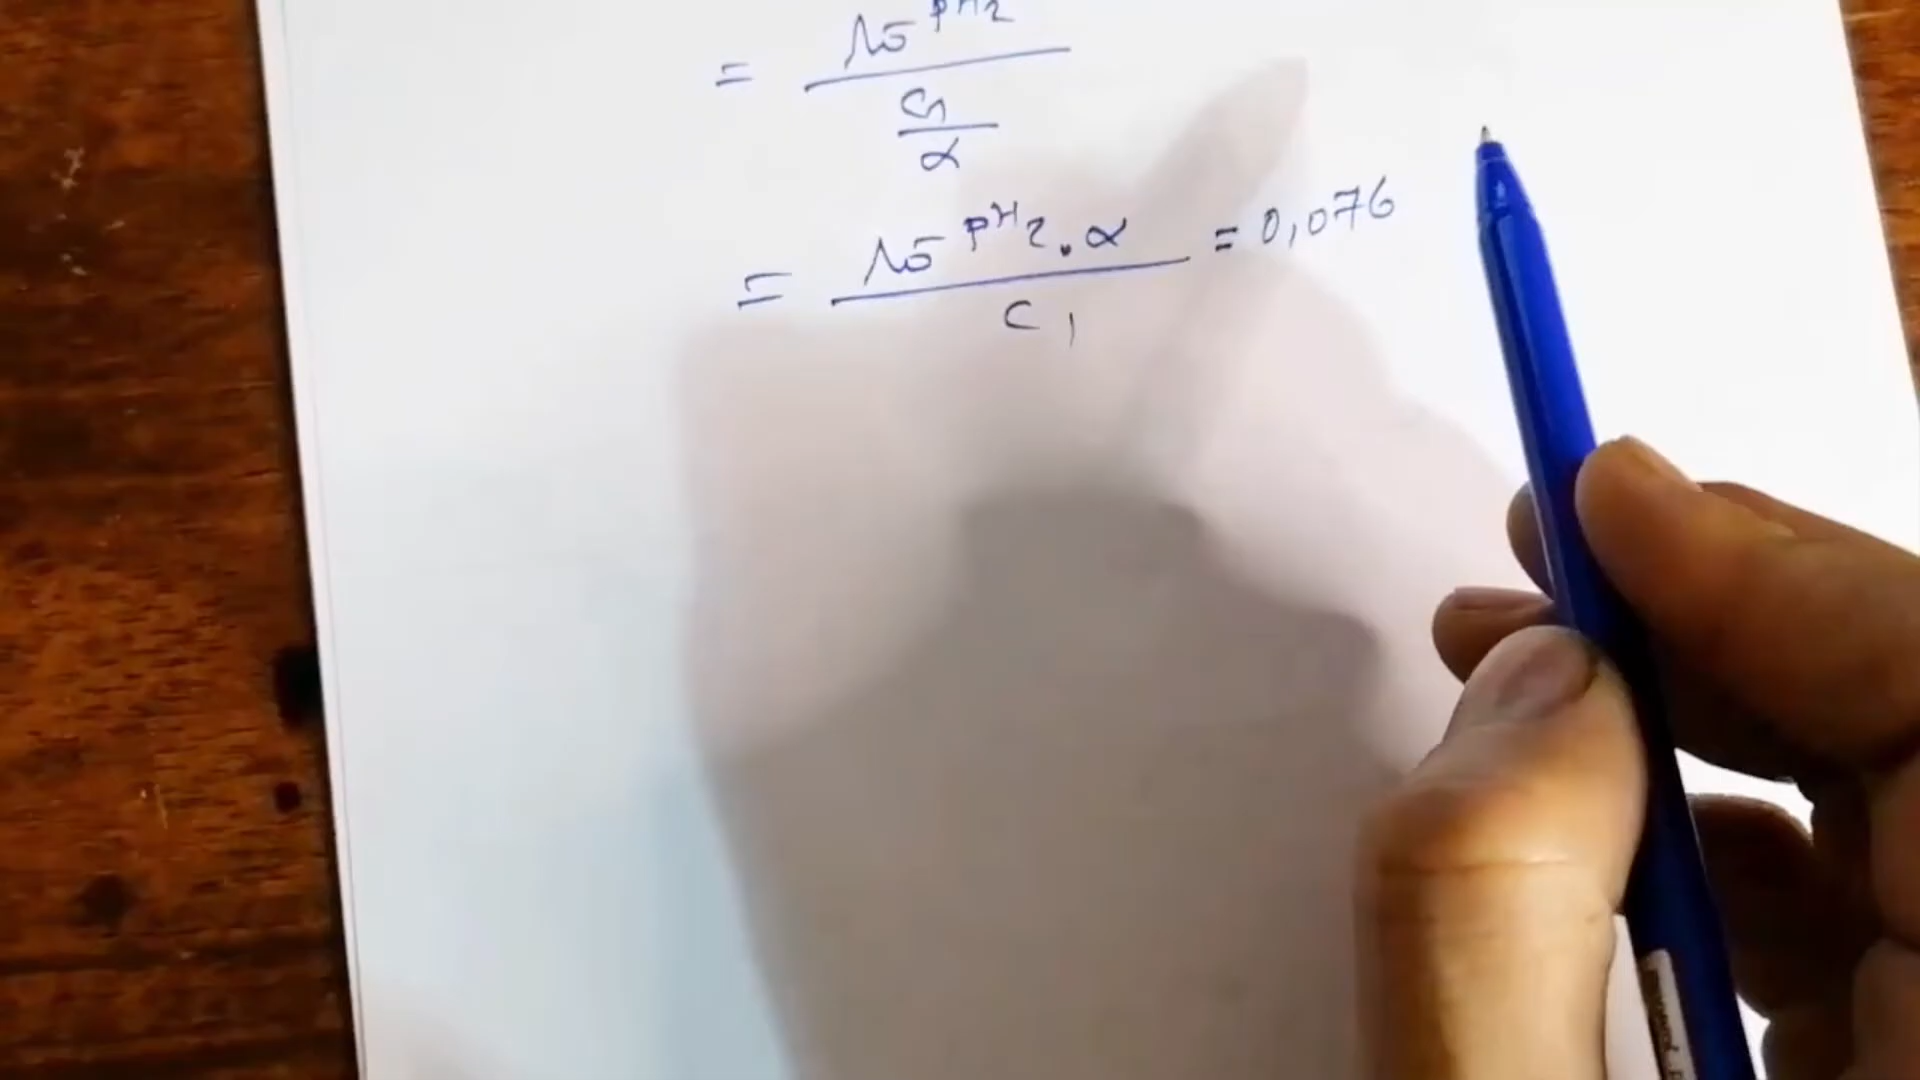 = 10^-pH2 / (C1 / α)
= 10^-pH2 . α / C1 = 0,076